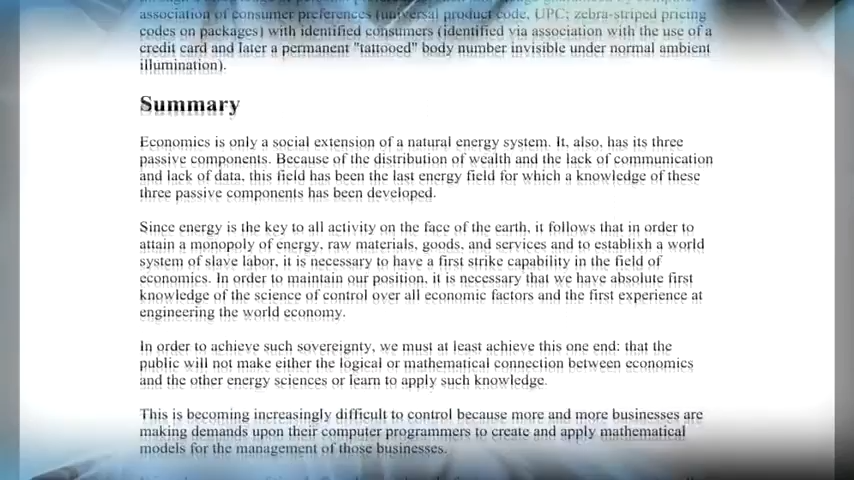 association of consumer preferences (universal product code, UPC; zebra-striped pricing
codes on packages) with identified consumers (identified via association with the use of a
credit card and later a permanent "tattooed" body number invisible under normal ambient
illumination).
Summary
Economics is only a social extension of a natural energy system. It, also, has its three
passive components. Because of the distribution of wealth and the lack of communication
and lack of data, this field has been the last energy field for which a knowledge of these
three passive components has been developed.
Since energy is the key to all activity on the face of the earth, it follows that in order to
attain a monopoly of energy, raw materials, goods, and services and to establixh a world
system of slave labor, it is necessary to have a first strike capability in the field of
economics. In order to maintain our position, it is necessary that we have absolute first
knowledge of the science of control over all economic factors and the first experience at
engineering the world economy.
In order to achieve such sovereignty, we must at least achieve this one end: that the
public will not make either the logical or mathematical connection between economics
and the other energy sciences or learn to apply such knowledge.
This is becoming increasingly difficult to control because more and more businesses are
making demands upon their computer programmers to create and apply mathematical
models for the management of those businesses.